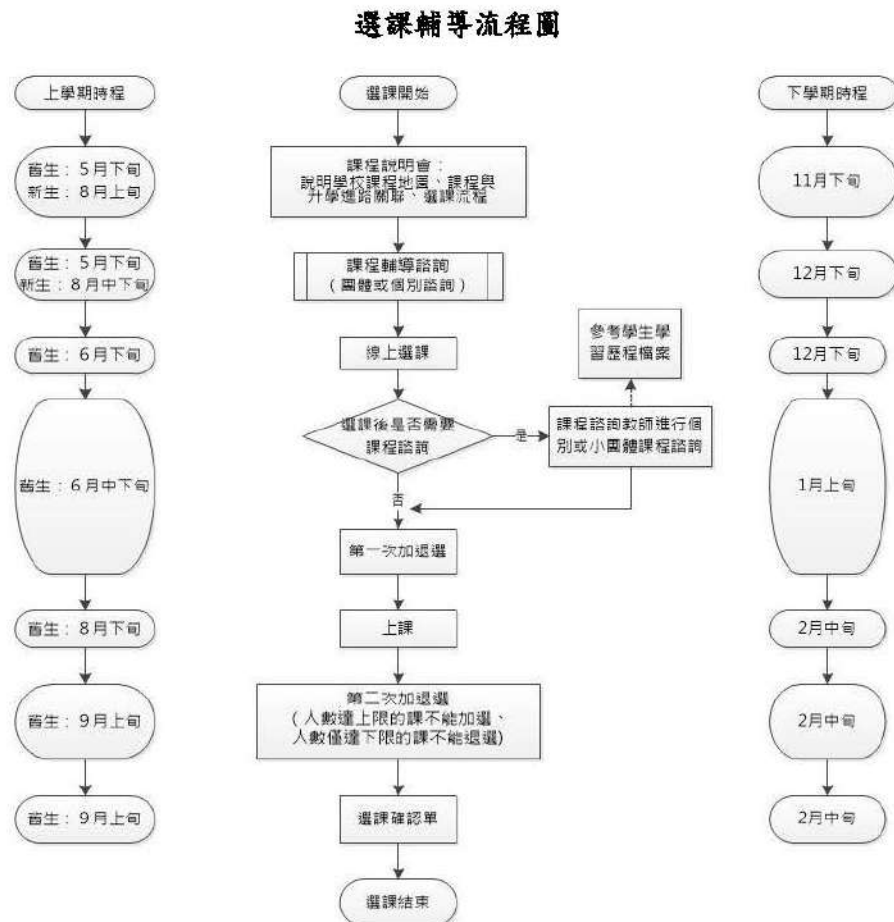 選課輔導流程圖
上學期時程
選課開始
下學期時程
舊生：5月下旬
新生：8月上旬
課程說明會：
說明學校課程地圖、課程與
升學進路關聯、選課流程
11月下旬
舊生：5月下旬
新生：8月中下旬
課程輔導諮詢
（團體或個別諮詢）
12月下旬
參考學生學
習歷程檔案
舊生：6月下旬
線上選課
12月下旬
選課後是否需要
課程諮詢
是
課程諮詢教師進行個
別或小團體課程諮詢
舊生：6月中下旬
1月上旬
否
第一次加退選
舊生：8月下旬
上課
2月中旬
舊生：9月上旬
第二次加退選
（人數達上限的課不能加選、
人數僅達下限的課不能退選)
2月中旬
舊生：9月上旬
選課確認單
2月中旬
選課結束